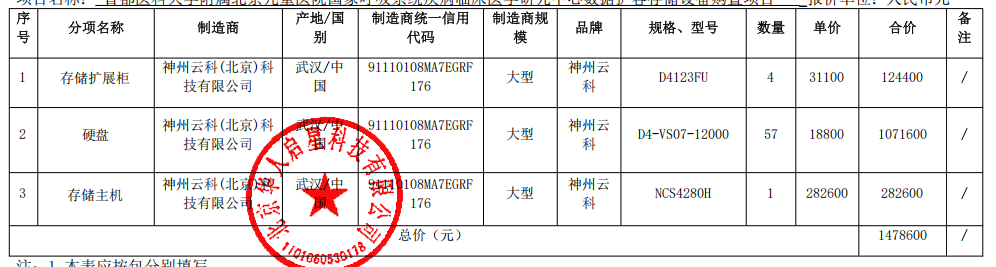 项目名称：首都医科大学附属北京儿童医院国家呼吸系统疾病临床医学研究中心数据扩容存储设备购置项目 报价单位：人民币元
序号 分项名称 制造商 产地/国别 制造商统一信用代码 制造商规模 品牌 规格、型号 数量 单价 合价 备注
1 存储扩展柜 神州云科(北京)科技有限公司 武汉/中国 91110108MA7EGRF176 大型 神州云科 D4123FU 4 31100 124400 /
2 硬盘 神州云科(北京)科技有限公司 武汉/中国 91110108MA7EGRF176 大型 神州云科 D4-VS07-12000 57 18800 1071600 /
3 存储主机 神州云科(北京)科技有限公司 武汉/中国 91110108MA7EGRF176 大型 神州云科 NCS4280H 1 282600 282600 /
总价（元） 1478600 /
北京 人启星科技有限公司
1101060530178
注：1.本表应按包分别填写